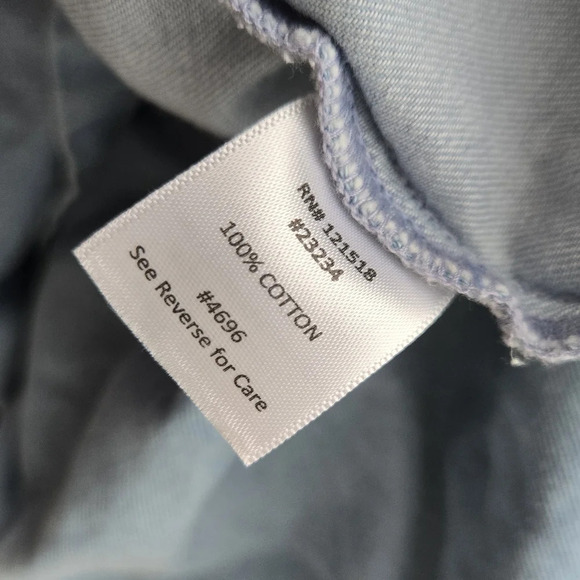 RN# 121518
#23234
100% COTTON
#4696
See Reverse for Care